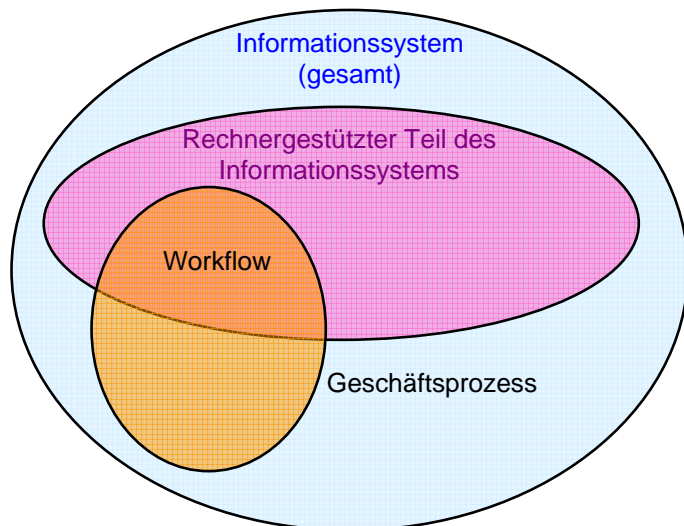 Informationssystem
(gesamt)
Rechnergestützter Teil des
Informationssystems
Workflow
Geschäftsprozess